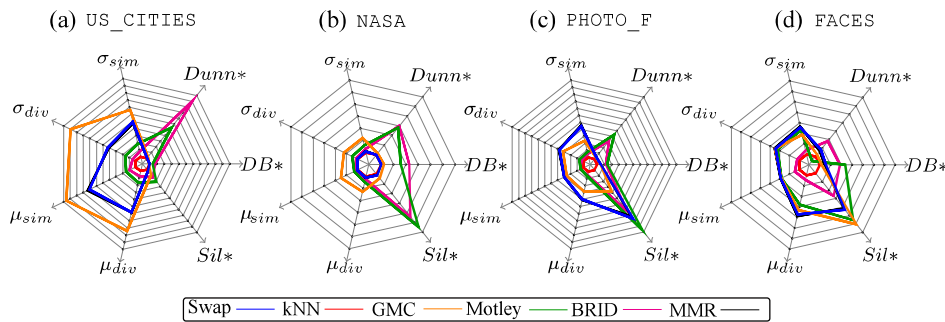 (a) US_CITIES
(b) NASA
(c) PHOTO_F
(d) FACES
σsim
Dunn*
σdiv
DB*
μsim
μdiv
Sil*
σsim
Dunn*
σdiv
DB*
μsim
μdiv
Sil*
σsim
Dunn*
σdiv
DB*
μsim
μdiv
Sil*
σsim
Dunn*
σdiv
DB*
μsim
μdiv
Sil*
Swap kNN GMC Motley BRID MMR